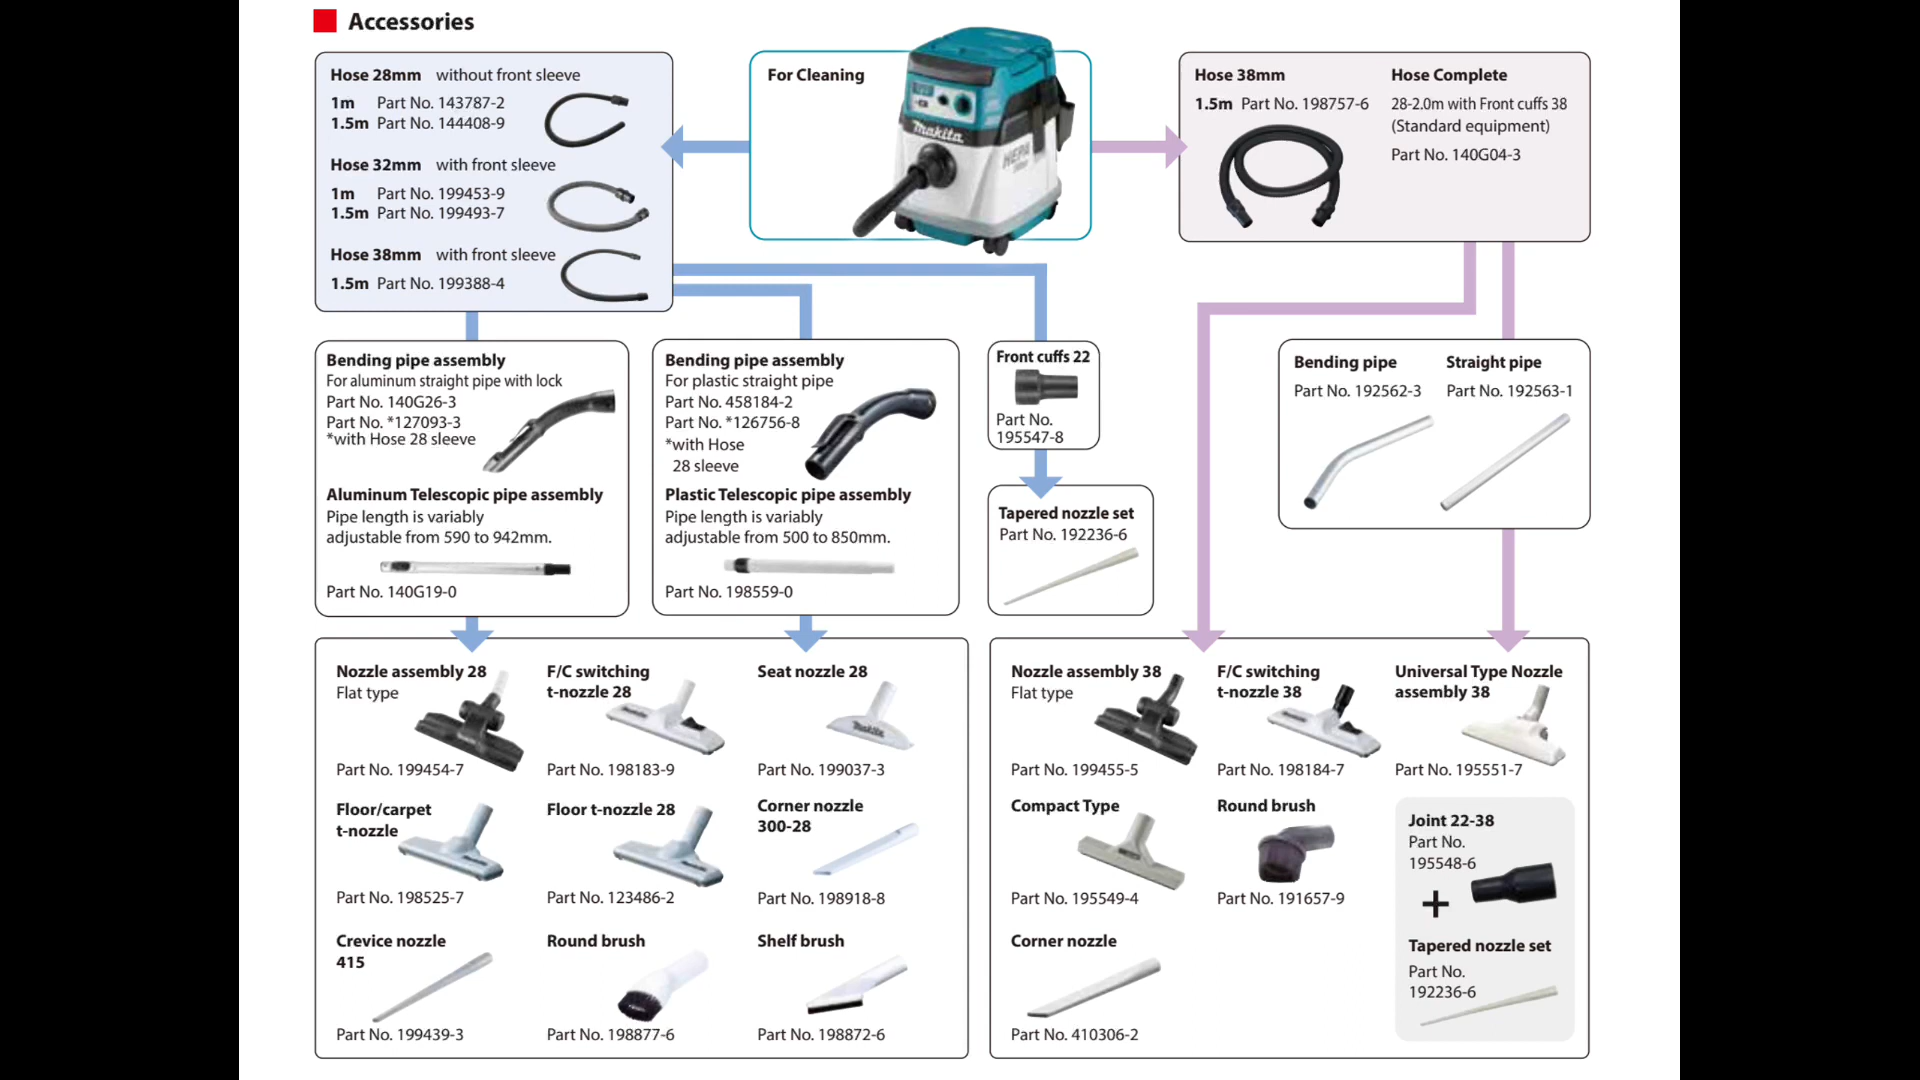 Accessories
Hose 28mm without front sleeve
1m Part No. 143787-2
1.5m Part No. 144408-9
Hose 32mm with front sleeve
1m Part No. 199453-9
1.5m Part No. 199493-7
Hose 38mm with front sleeve
1.5m Part No. 199388-4
For Cleaning
makita
HEPA
Hose 38mm
1.5m Part No. 198757-6
Hose Complete
28-2.0m with Front cuffs 38
(Standard equipment)
Part No. 140G04-3
Bending pipe assembly
For aluminum straight pipe with lock
Part No. 140G26-3
Part No. *127093-3
*with Hose 28 sleeve
Aluminum Telescopic pipe assembly
Pipe length is variably
adjustable from 590 to 942mm.
Part No. 140G19-0
Bending pipe assembly
For plastic straight pipe
Part No. 458184-2
Part No. *126756-8
*with Hose
28 sleeve
Plastic Telescopic pipe assembly
Pipe length is variably
adjustable from 500 to 850mm.
Part No. 198559-0
Front cuffs 22
Part No.
195547-8
Tapered nozzle set
Part No. 192236-6
Bending pipe
Part No. 192562-3
Straight pipe
Part No. 192563-1
Nozzle assembly 28
Flat type
Part No. 199454-7
F/C switching
t-nozzle 28
Part No. 198183-9
Seat nozzle 28
makita
Part No. 199037-3
Floor/carpet
t-nozzle
Part No. 198525-7
Floor t-nozzle 28
Part No. 123486-2
Corner nozzle
300-28
Part No. 198918-8
Crevice nozzle
415
Part No. 199439-3
Round brush
Part No. 198877-6
Shelf brush
Part No. 198872-6
Nozzle assembly 38
Flat type
Part No. 199455-5
F/C switching
t-nozzle 38
Part No. 198184-7
Universal Type Nozzle
assembly 38
Part No. 195551-7
Compact Type
Part No. 195549-4
Round brush
Part No. 191657-9
Joint 22-38
Part No.
195548-6
+
Tapered nozzle set
Part No.
192236-6
Corner nozzle
Part No. 410306-2